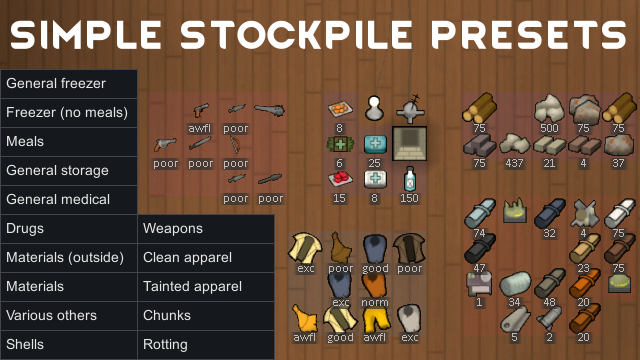 SIMPLE STOCKPILE PRESETS
General freezer
Freezer (no meals)
Meals
General storage
General medical
Drugs
Materials (outside)
Materials
Various others
Shells
Weapons
Clean apparel
Tainted apparel
Chunks
Rotting
awfl poor
poor poor poor
poor poor
8
6 25
15 8 150
exc poor good poor
exc norm
awfl good awfl exc
75 500 75 75
75 437 21 4 37
74 32 4 75
47 23 75
1 34 48 20
5 2 20